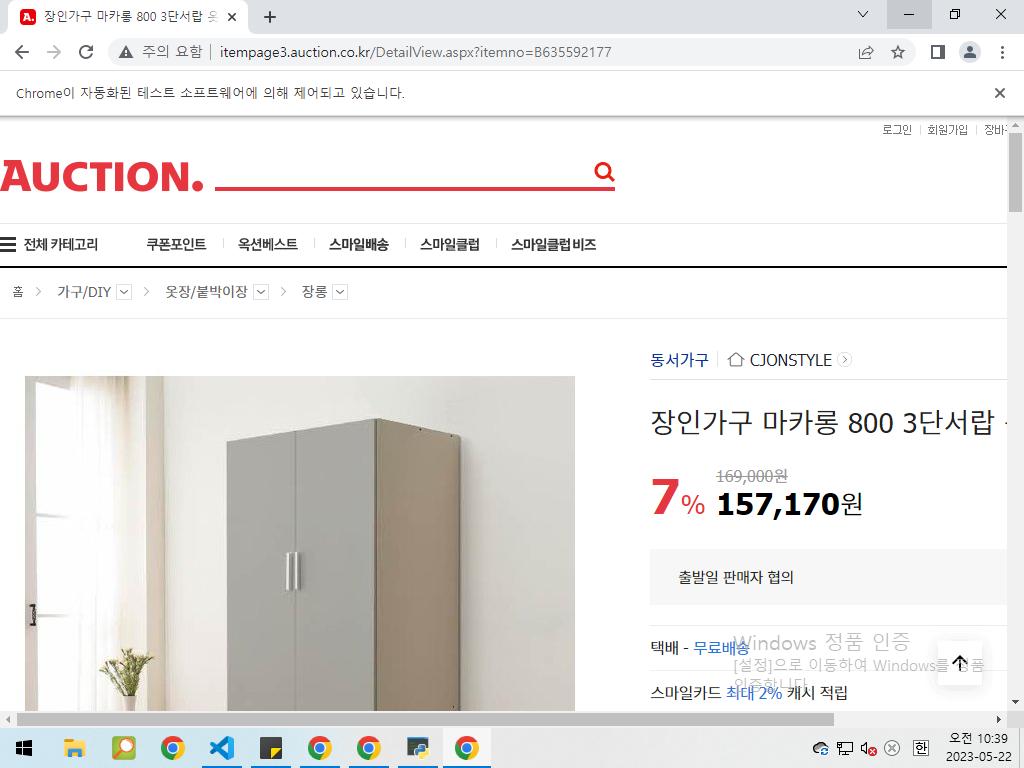 장인가구 마카롱 800 3단서랍
주의 요함
itempage3.auction.co.kr/DetailView.aspx?itemno=B635592177
Chrome이 자동화된 테스트 소프트웨어에 의해 제어되고 있습니다.
로그인 회원가입
AUCTION.
전체 카테고리 쿠폰포인트 옥션베스트 스마일배송 스마일클럽 스마일클럽 비즈
홈 가구/DIY 옷장/붙박이장 장롱
동서가구 CJONSTYLE
장인가구 마카롱 800 3단서랍
169,000원
7% 157,170원
출발일 판매자 협의
택배 - 무료배송
Windows 정품 인증
[설정]으로 이동하여 Windows를 정품
인증합니다.
스마일카드 최대 2% 캐시 적립
한
오전 10:39
2023-05-22